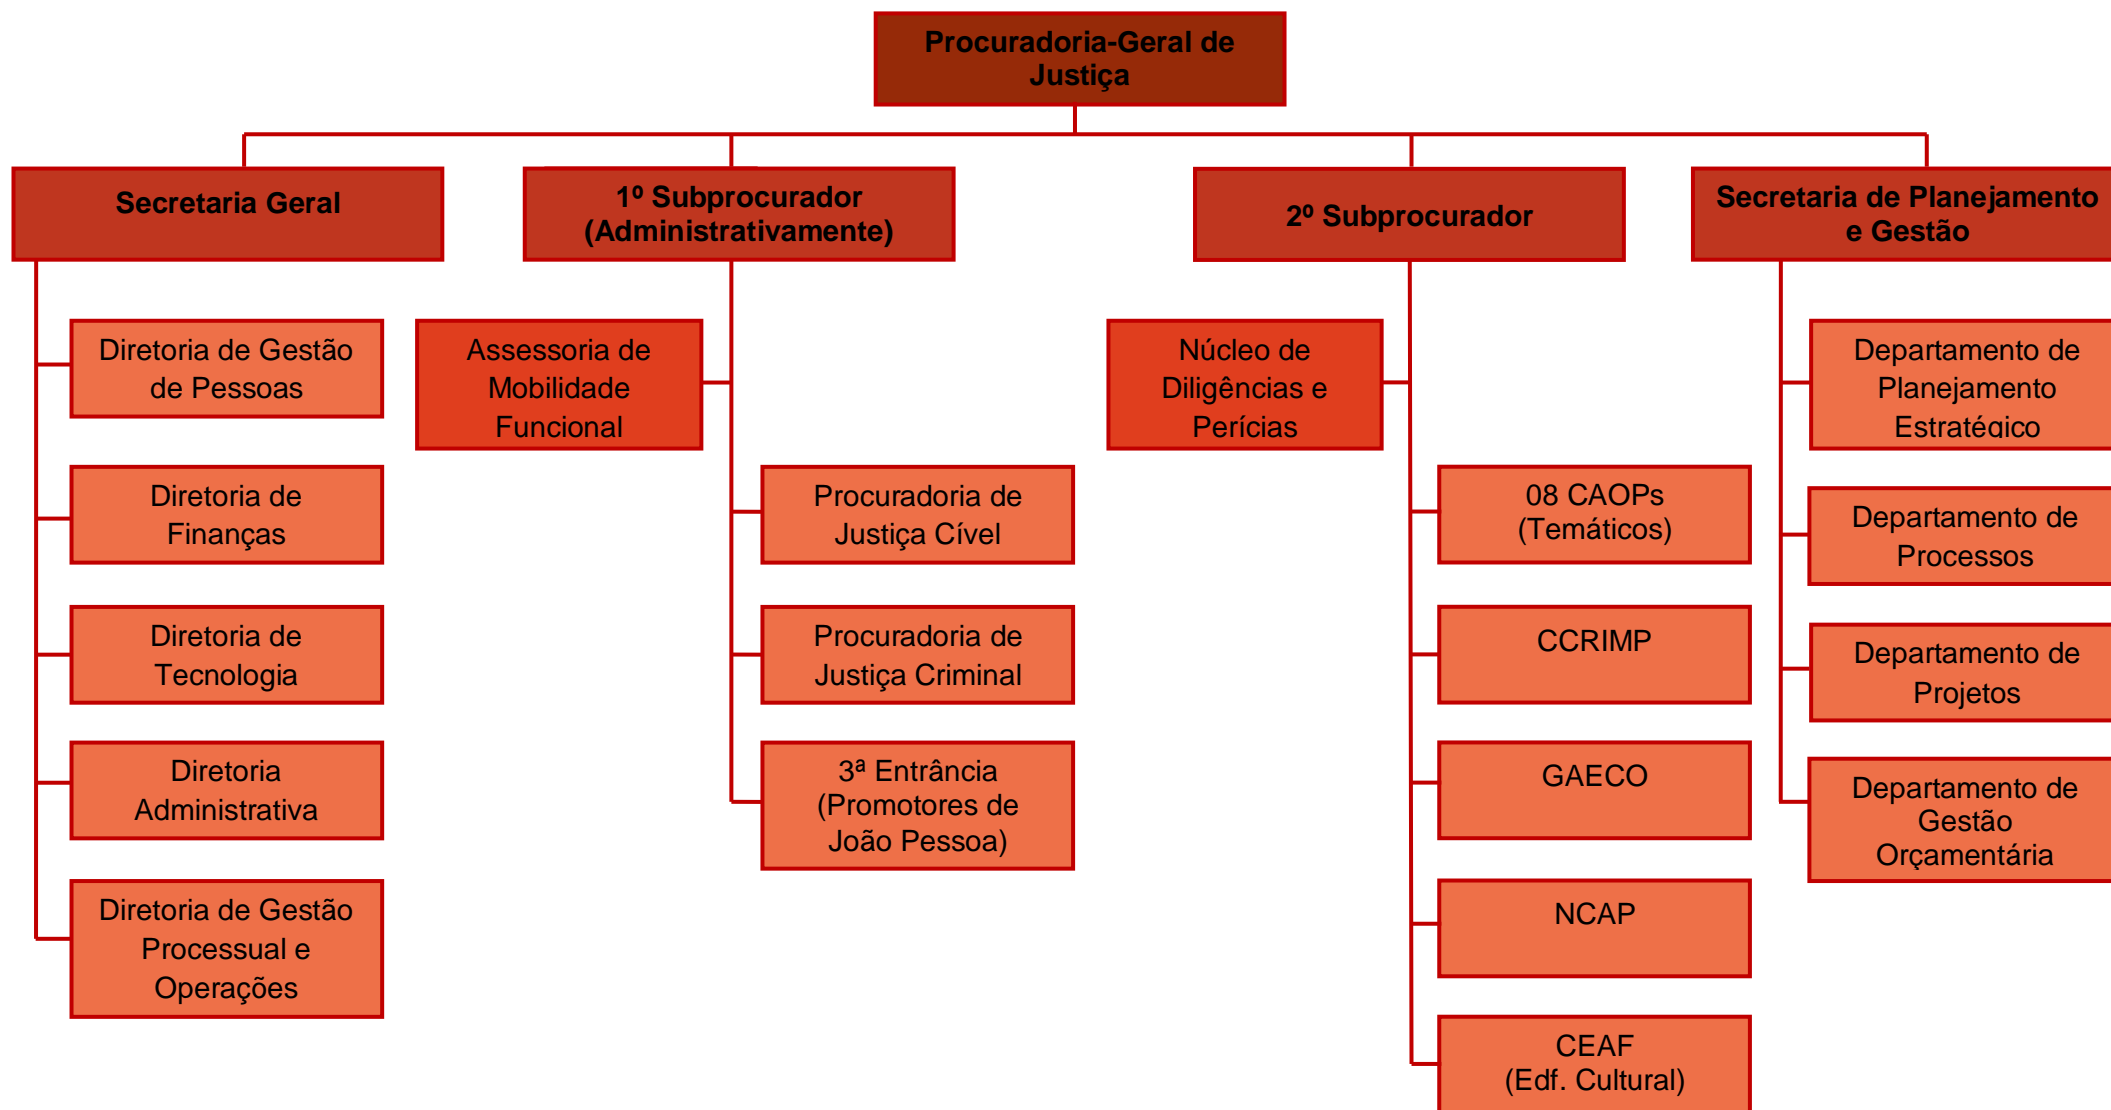 Procuradoria-Geral de
Justiça
Secretaria Geral
1º Subprocurador
(Administrativamente)
2º Subprocurador
Secretaria de Planejamento
e Gestão
Diretoria de Gestão
de Pessoas
Diretoria de
Finanças
Diretoria de
Tecnologia
Diretoria
Administrativa
Diretoria de Gestão
Processual e
Operações
Assessoria de
Mobilidade
Funcional
Procuradoria de
Justiça Cível
Procuradoria de
Justiça Criminal
3ª Entrância
(Promotores de
João Pessoa)
Núcleo de
Diligências e
Perícias
08 CAOPs
(Temáticos)
CCRIMP
GAECO
NCAP
CEAF
(Edf. Cultural)
Departamento de
Planejamento
Estratégico
Departamento de
Processos
Departamento de
Projetos
Departamento de
Gestão
Orçamentária